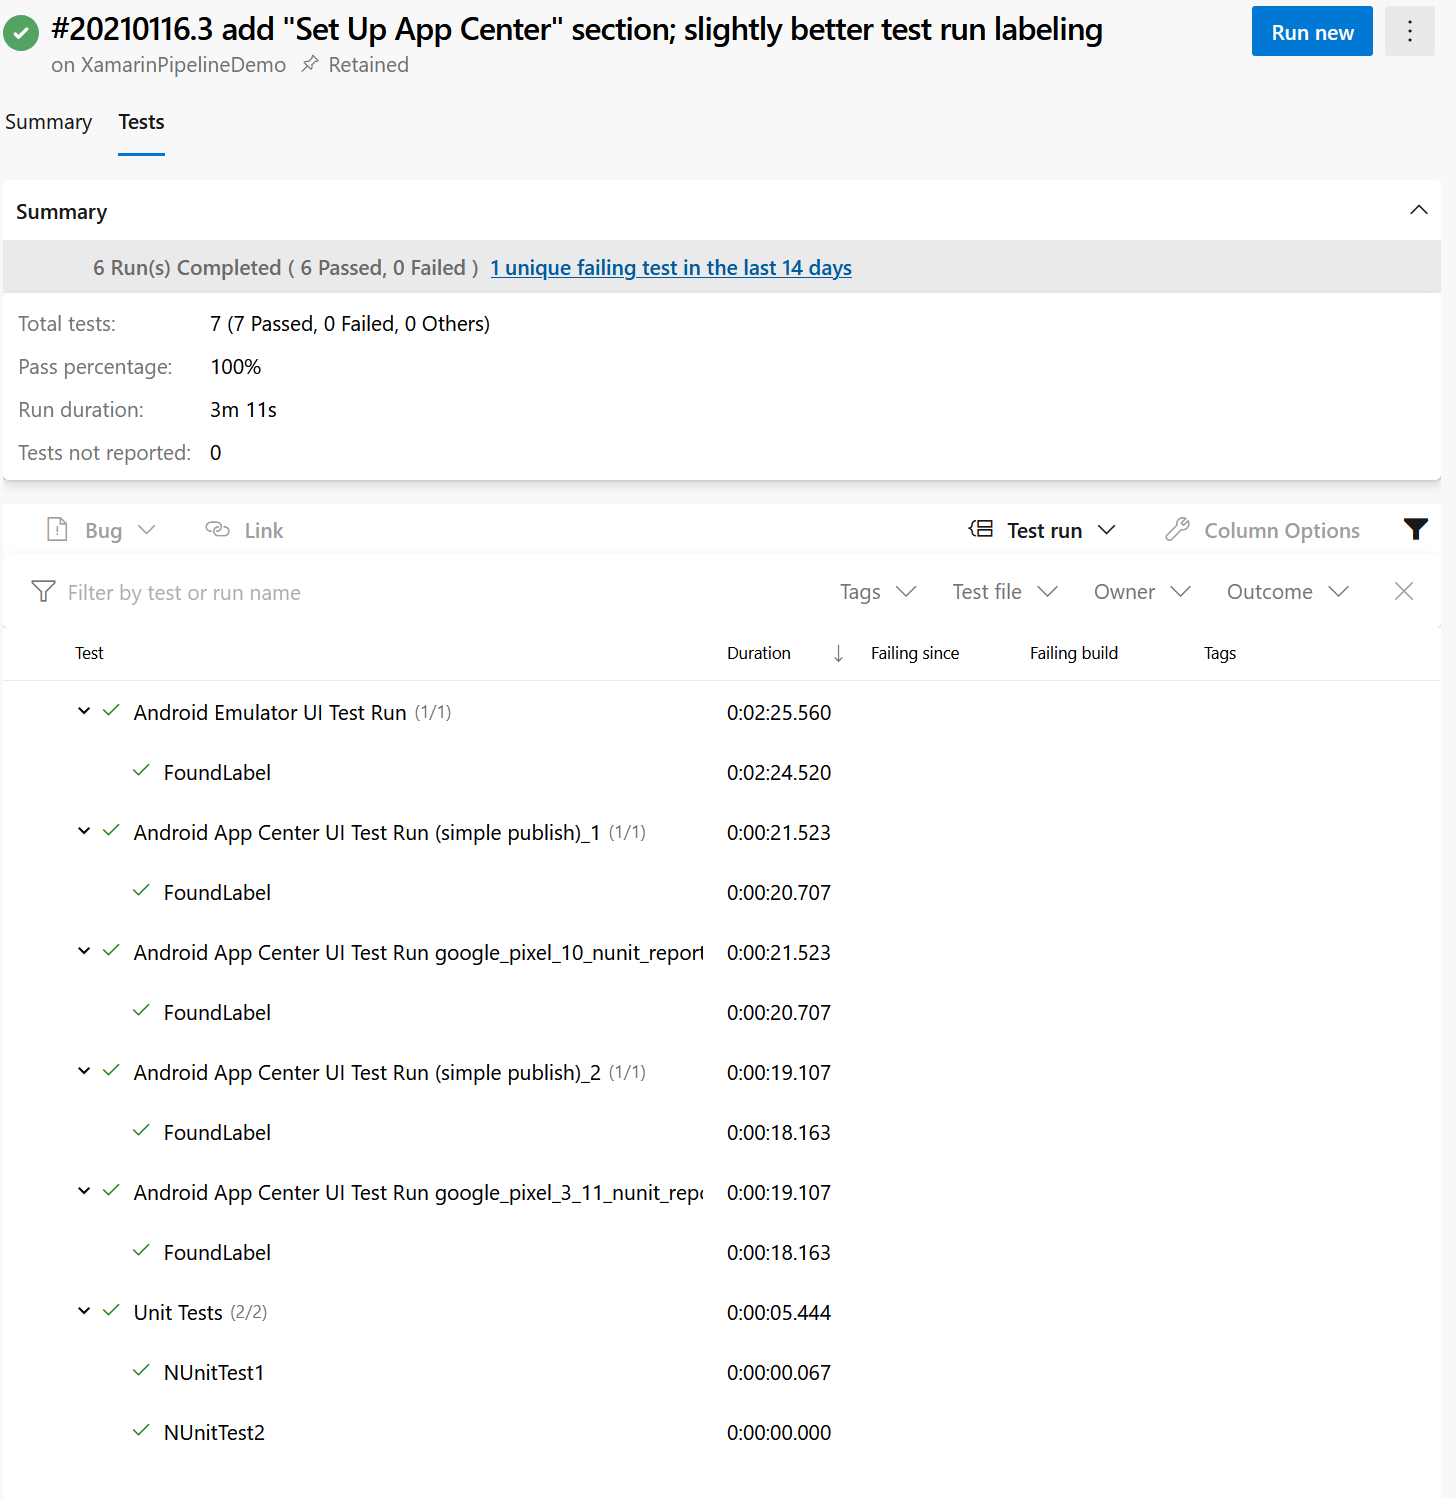 #20210116.3 add "Set Up App Center" section; slightly better test run labeling
Run new
on XamarinPipelineDemo Retained
Summary Tests
Summary
6 Run(s) Completed ( 6 Passed, 0 Failed ) 1 unique failing test in the last 14 days
Total tests: 7 (7 Passed, 0 Failed, 0 Others)
Pass percentage: 100%
Run duration: 3m 11s
Tests not reported: 0
Bug Link Test run Column Options
Filter by test or run name Tags Test file Owner Outcome
Test Duration Failing since Failing build Tags
Android Emulator UI Test Run (1/1) 0:02:25.560
FoundLabel 0:02:24.520
Android App Center UI Test Run (simple publish)_1 (1/1) 0:00:21.523
FoundLabel 0:00:20.707
Android App Center UI Test Run google_pixel_10_nunit_report 0:00:21.523
FoundLabel 0:00:20.707
Android App Center UI Test Run (simple publish)_2 (1/1) 0:00:19.107
FoundLabel 0:00:18.163
Android App Center UI Test Run google_pixel_3_11_nunit_repo 0:00:19.107
FoundLabel 0:00:18.163
Unit Tests (2/2) 0:00:05.444
NUnitTest1 0:00:00.067
NUnitTest2 0:00:00.000